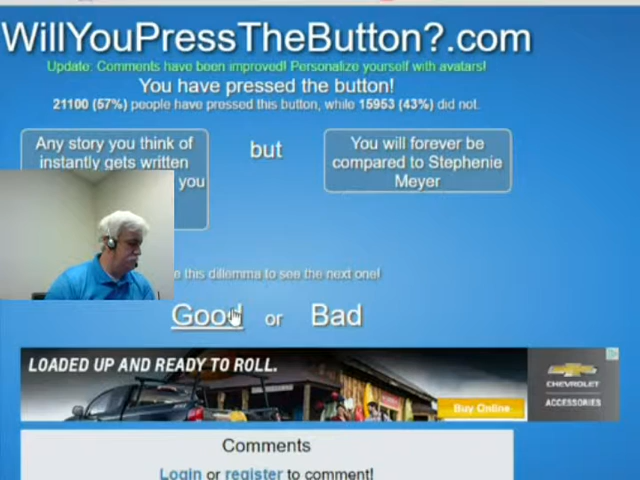 WillYouPressTheButton?.com
Update: Comments have been improved! Personalize yourself with avatars!
You have pressed the button!
21100 (57%) people have pressed this button, while 15953 (43%) did not.
Any story you think of
instantly gets written
you
but
You will forever be
compared to Stephenie
Meyer
this dilemma to see the next one!
Good or Bad
LOADED UP AND READY TO ROLL.
Buy Online
CHEVROLET
ACCESSORIES
Comments
Login or register to comment!